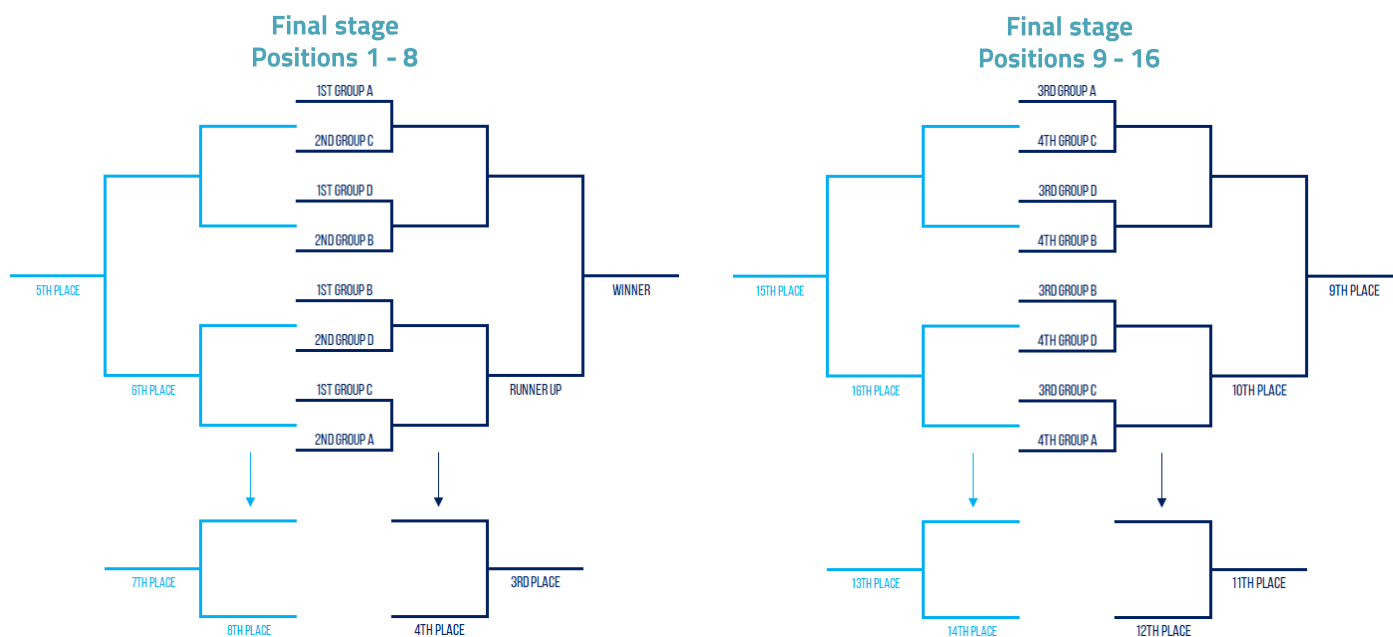 Final stage
Positions 1 - 8
1ST GROUP A
2ND GROUP C
1ST GROUP D
2ND GROUP B
5TH PLACE
1ST GROUP B
WINNER
2ND GROUP D
6TH PLACE
1ST GROUP C
RUNNER UP
2ND GROUP A
7TH PLACE
3RD PLACE
8TH PLACE
4TH PLACE
Final stage
Positions 9 - 16
3RD GROUP A
4TH GROUP C
3RD GROUP D
4TH GROUP B
15TH PLACE
3RD GROUP B
9TH PLACE
4TH GROUP D
16TH PLACE
3RD GROUP C
10TH PLACE
4TH GROUP A
13TH PLACE
11TH PLACE
14TH PLACE
12TH PLACE